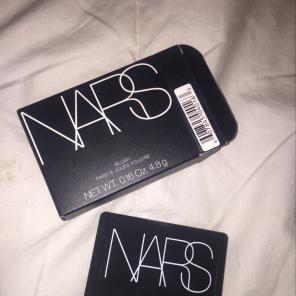 NARS
BLUSH
FARD À JOUES POUDRE
NET WT. 0.16 Oz. 4.8 g
NARS